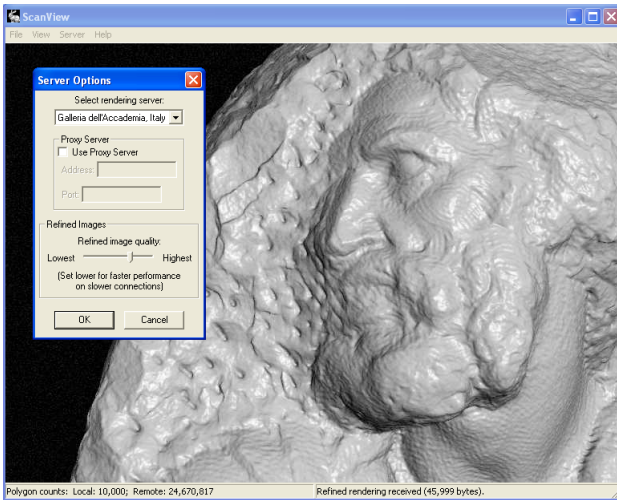 ScanView
File View Server Help
Server Options
Select rendering server:
Galleria dell'Accademia, Italy
Proxy Server
Use Proxy Server
Address:
Port:
Refined Images
Refined image quality:
Lowest Highest
(Set lower for faster performance
on slower connections)
OK Cancel
Polygon counts: Local: 10,000; Remote: 24,670,817 Refined rendering received (45,999 bytes).